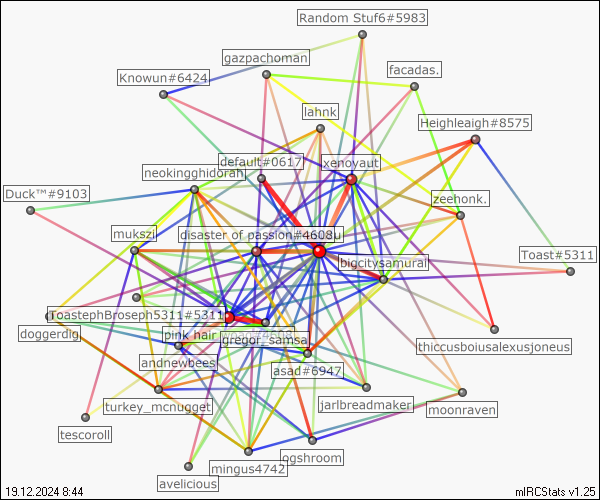 Random Stuf6#5983
gazpachoman
facadas.
Knowun#6424
lahnk
Heighleaigh#8575
default#0617
xenoyaut
neokingghidorah
Duck™#9103
zeehonk.
mukszi
disaster of passion#4608u
Toast#5311
bigcitysamurai
ToastephBroseph5311#5311
doggerdig
pink hair
gregor_samsa
thiccusboiusalexusjoneus
andnewbees
asad#6947
turkey_mcnugget
jarlbreadmaker
moonraven
tescoroll
ogshroom
mingus4742
avelicious
19.12.2024 8:44
mIRCStats v1.25